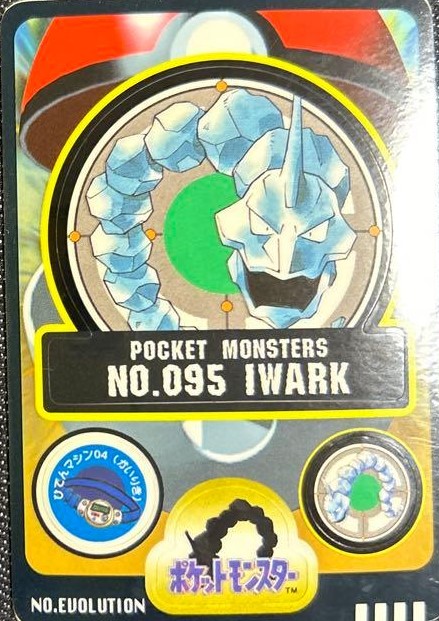 POCKET MONSTERS
NO.095 IWARK
ひでんマシン04 (かいりき)
ポケットモンスター
TM
NO.EVOLUTION